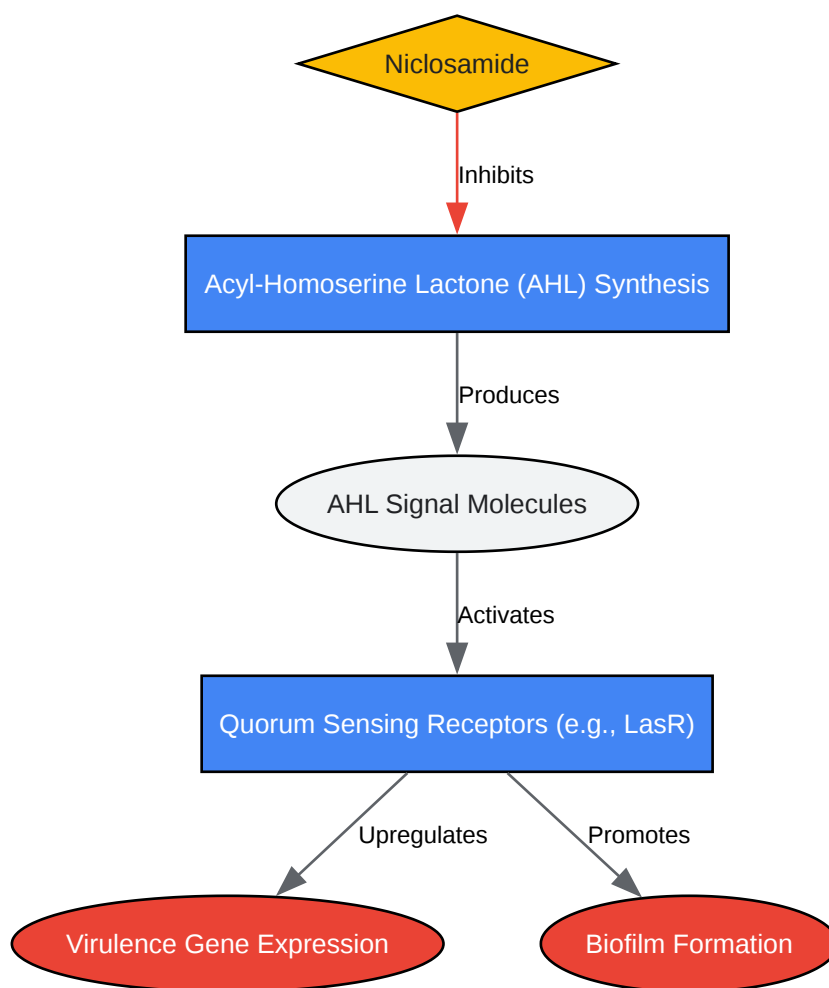 Niclosamide
Inhibits
Acyl-Homoserine Lactone (AHL) Synthesis
Produces
AHL Signal Molecules
Activates
Quorum Sensing Receptors (e.g., LasR)
Upregulates
Promotes
Virulence Gene Expression
Biofilm Formation